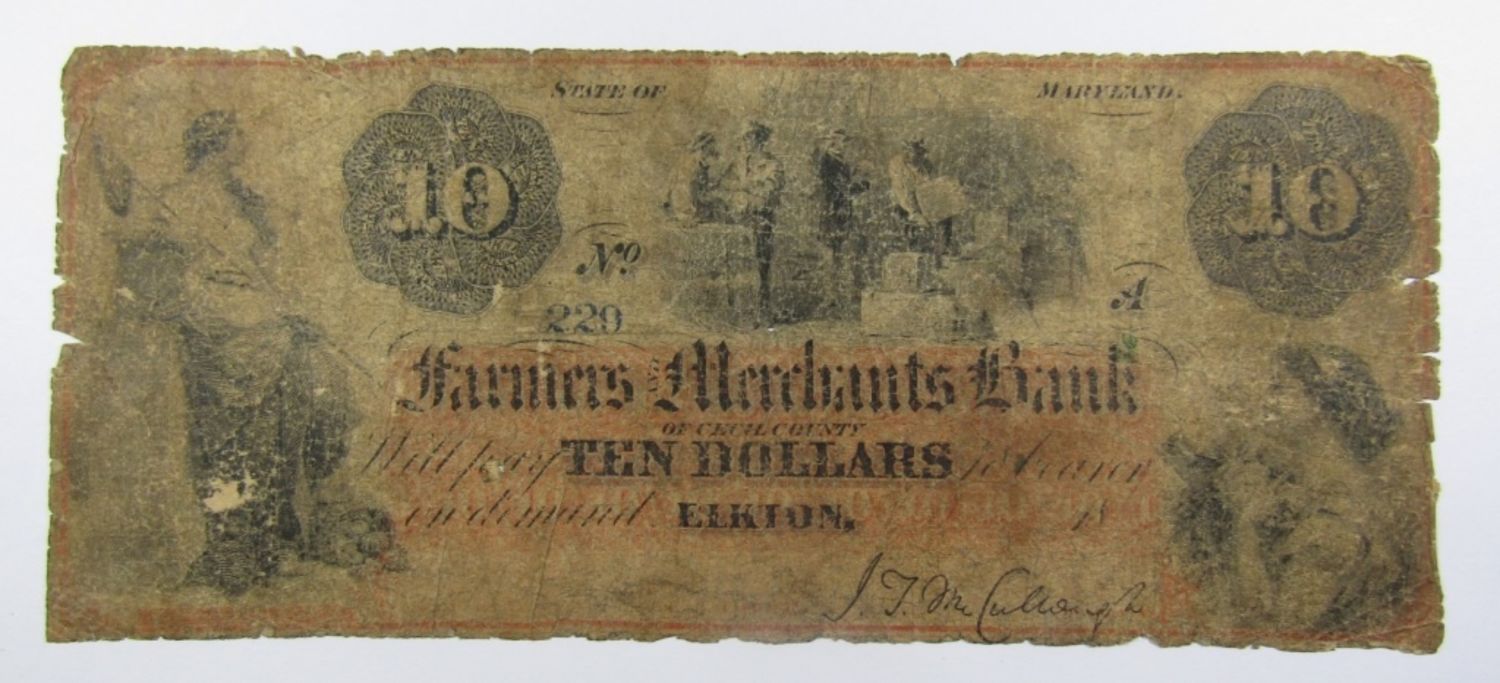 STATE OF MARYLAND.
10 10
No A
229
Farmers AND Merchants Bank
OF CECIL COUNTY
Will pay TEN DOLLARS to bearer
on demand ELKTON, 18
J. T. McCullough